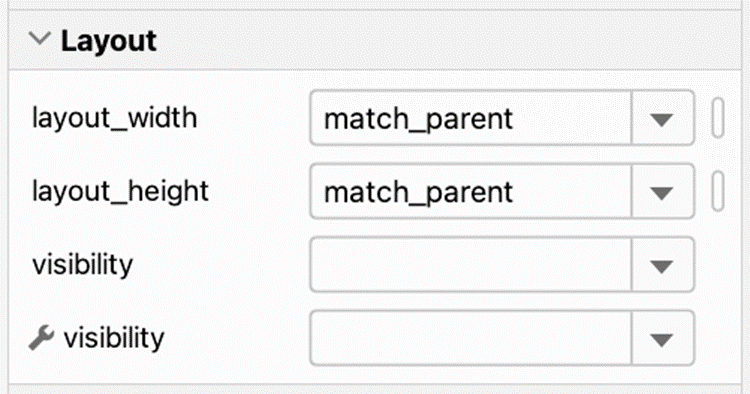 Layout
layout_width match_parent
layout_height match_parent
visibility
visibility